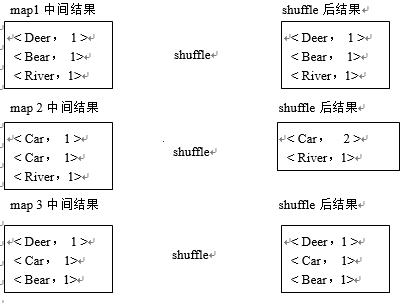 map1 中间结果
shuffle 后结果
< Deer， 1 >
< Bear， 1>
< River，1>
shuffle
< Deer， 1 >
< Bear， 1>
< River，1>
map 2 中间结果
shuffle 后结果
< Car， 1 >
< Car， 1>
< River，1>
shuffle
< Car， 2 >
< River，1>
map 3 中间结果
shuffle 后结果
< Deer， 1 >
< Car， 1>
< Bear，1>
shuffle
< Deer， 1 >
< Car， 1>
< Bear，1>